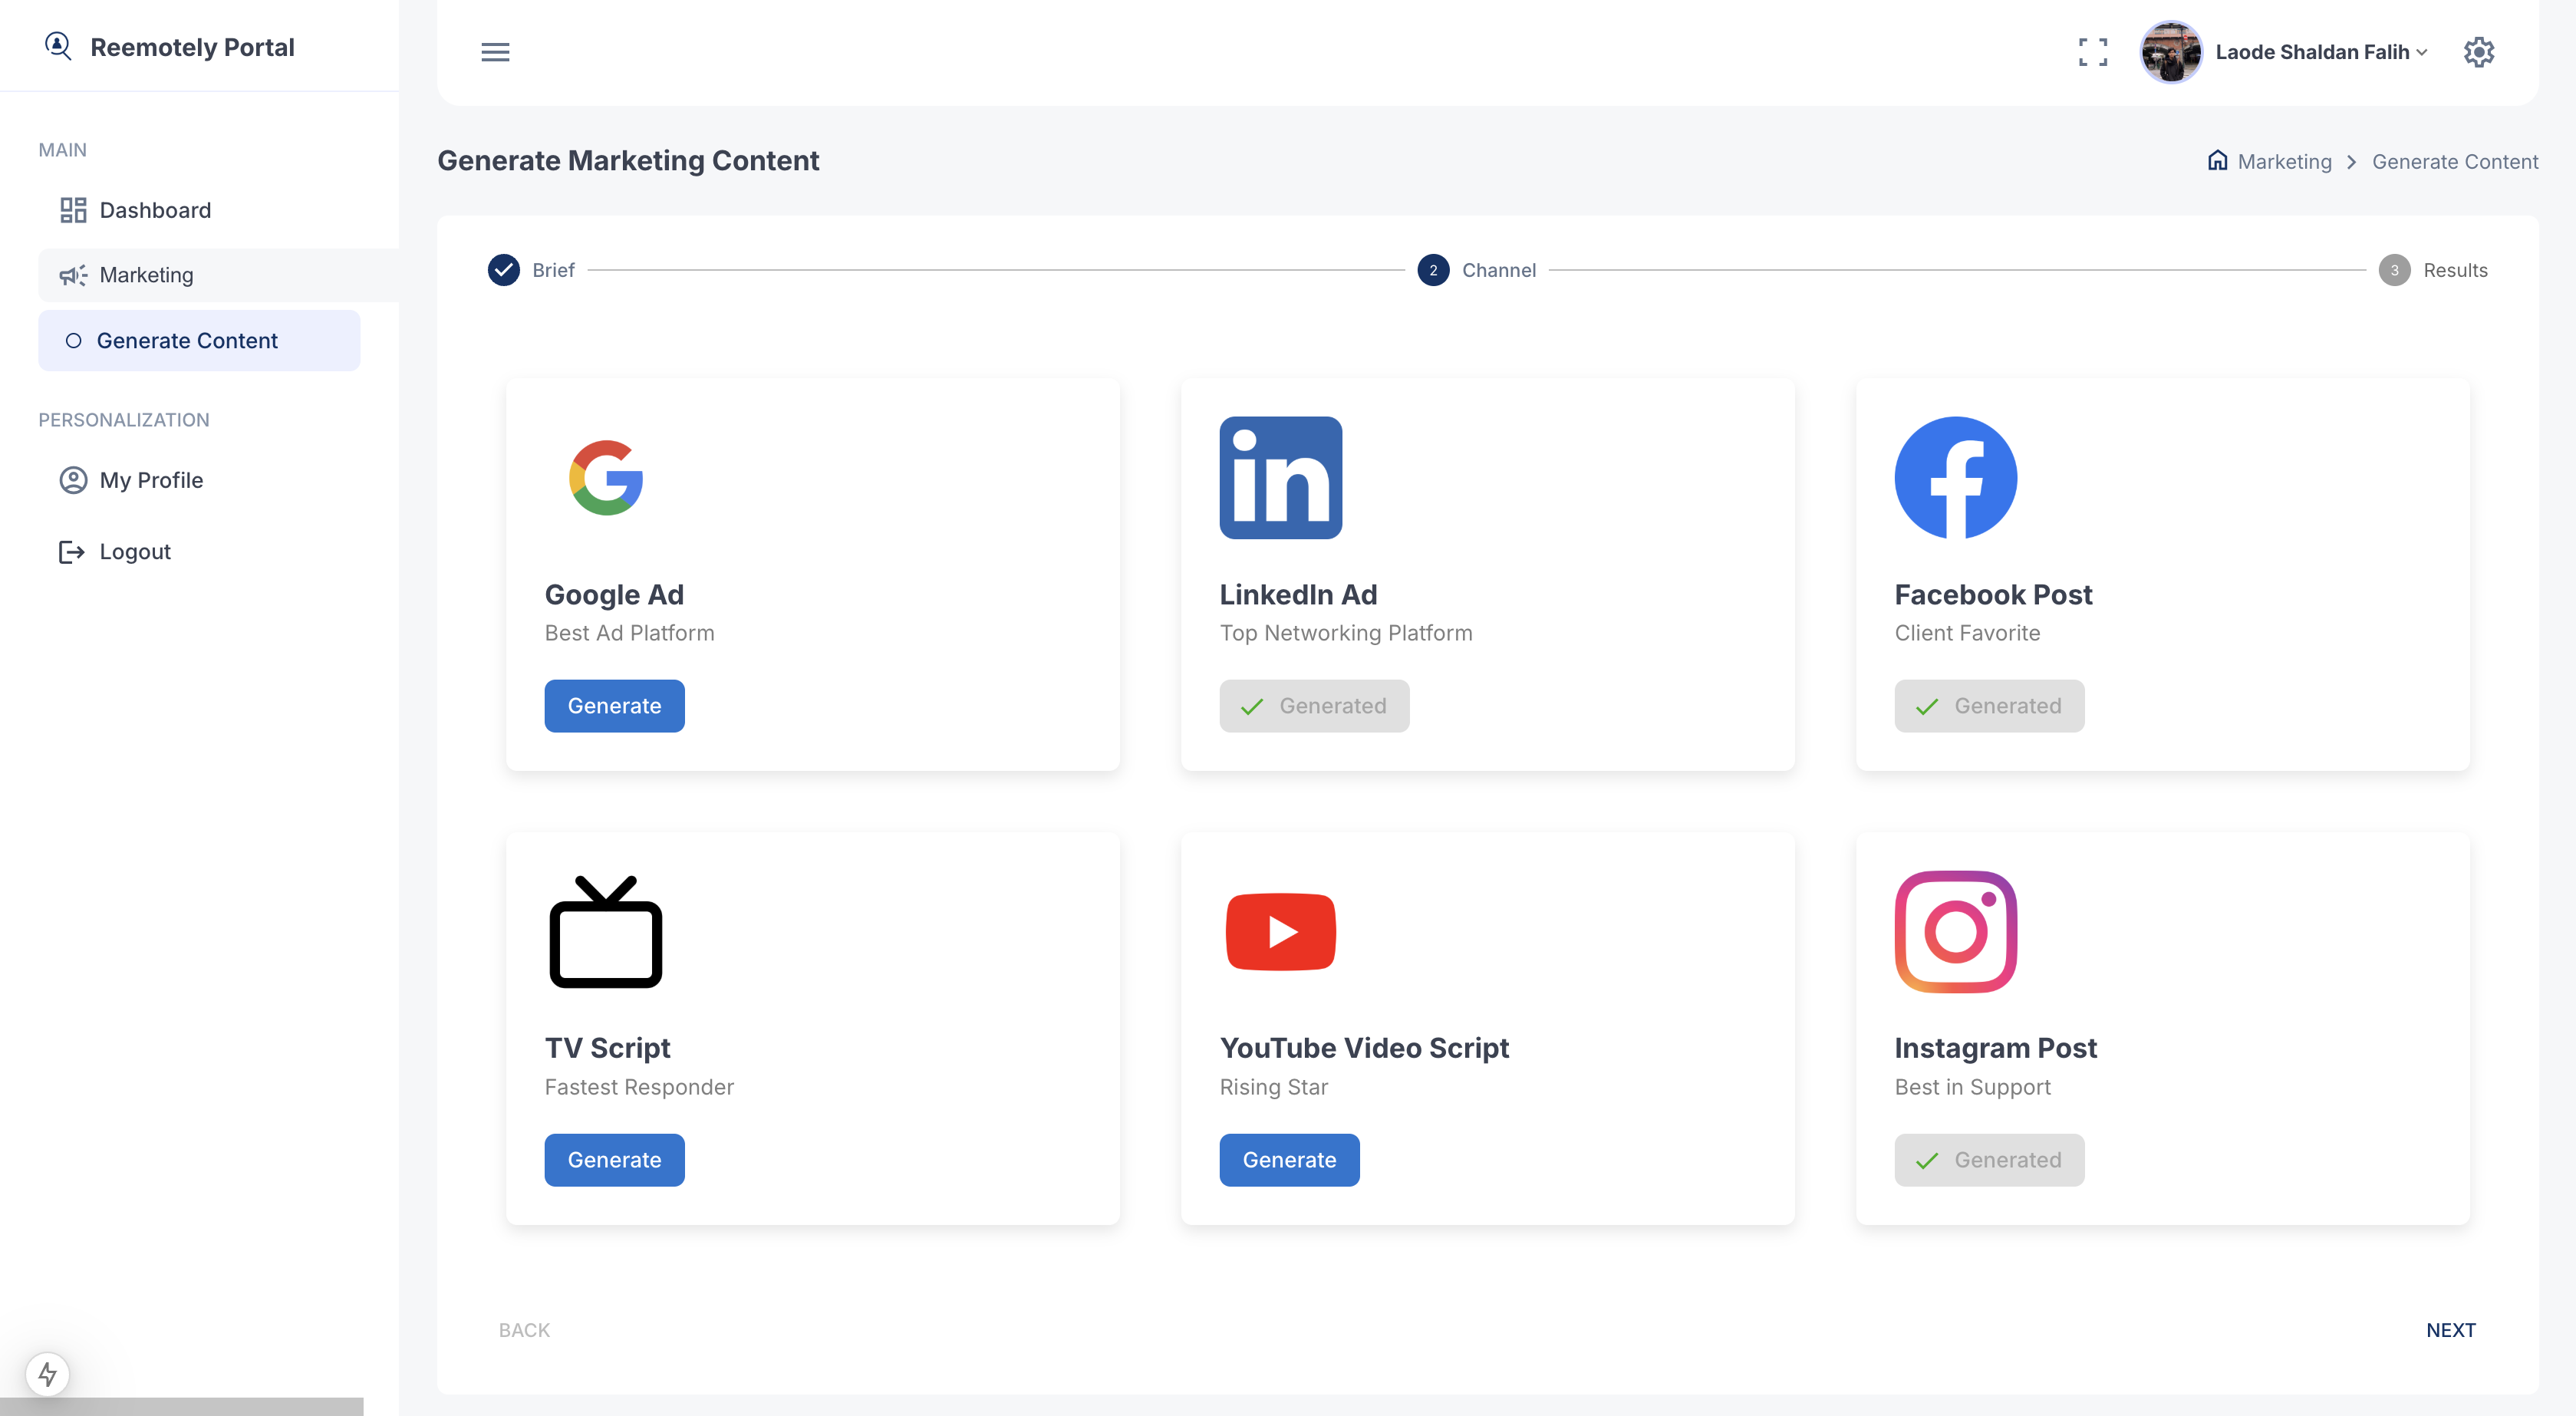 Reemotely Portal
Laode Shaldan Falih
MAIN
Dashboard
Marketing
Generate Content
PERSONALIZATION
My Profile
Logout
Generate Marketing Content
Marketing > Generate Content
Brief
2 Channel
3 Results
in
f
Google Ad
Best Ad Platform
Generate
LinkedIn Ad
Top Networking Platform
Generated
Facebook Post
Client Favorite
Generated
TV Script
Fastest Responder
Generate
YouTube Video Script
Rising Star
Generate
Instagram Post
Best in Support
Generated
BACK
NEXT